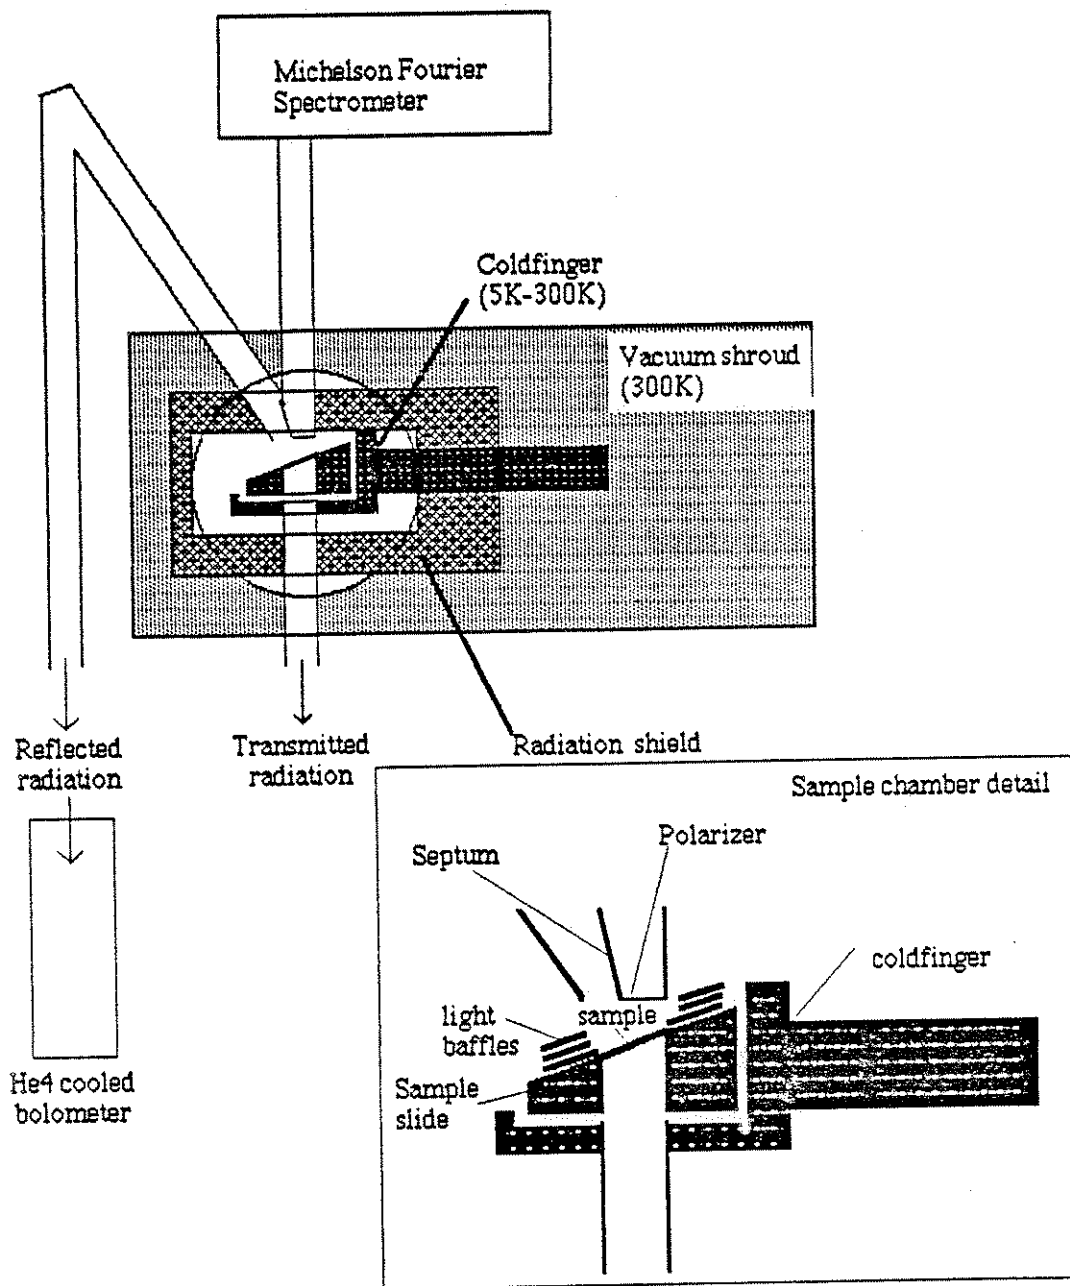 Michelson Fourier
Spectrometer
Coldfinger
(5K-300K)
Vacuum shroud
(300K)
Reflected
radiation
Transmitted
radiation
Radiation shield
He4 cooled
bolometer
Sample chamber detail
Polarizer
Septum
coldfinger
sample
light
baffles
Sample
slide